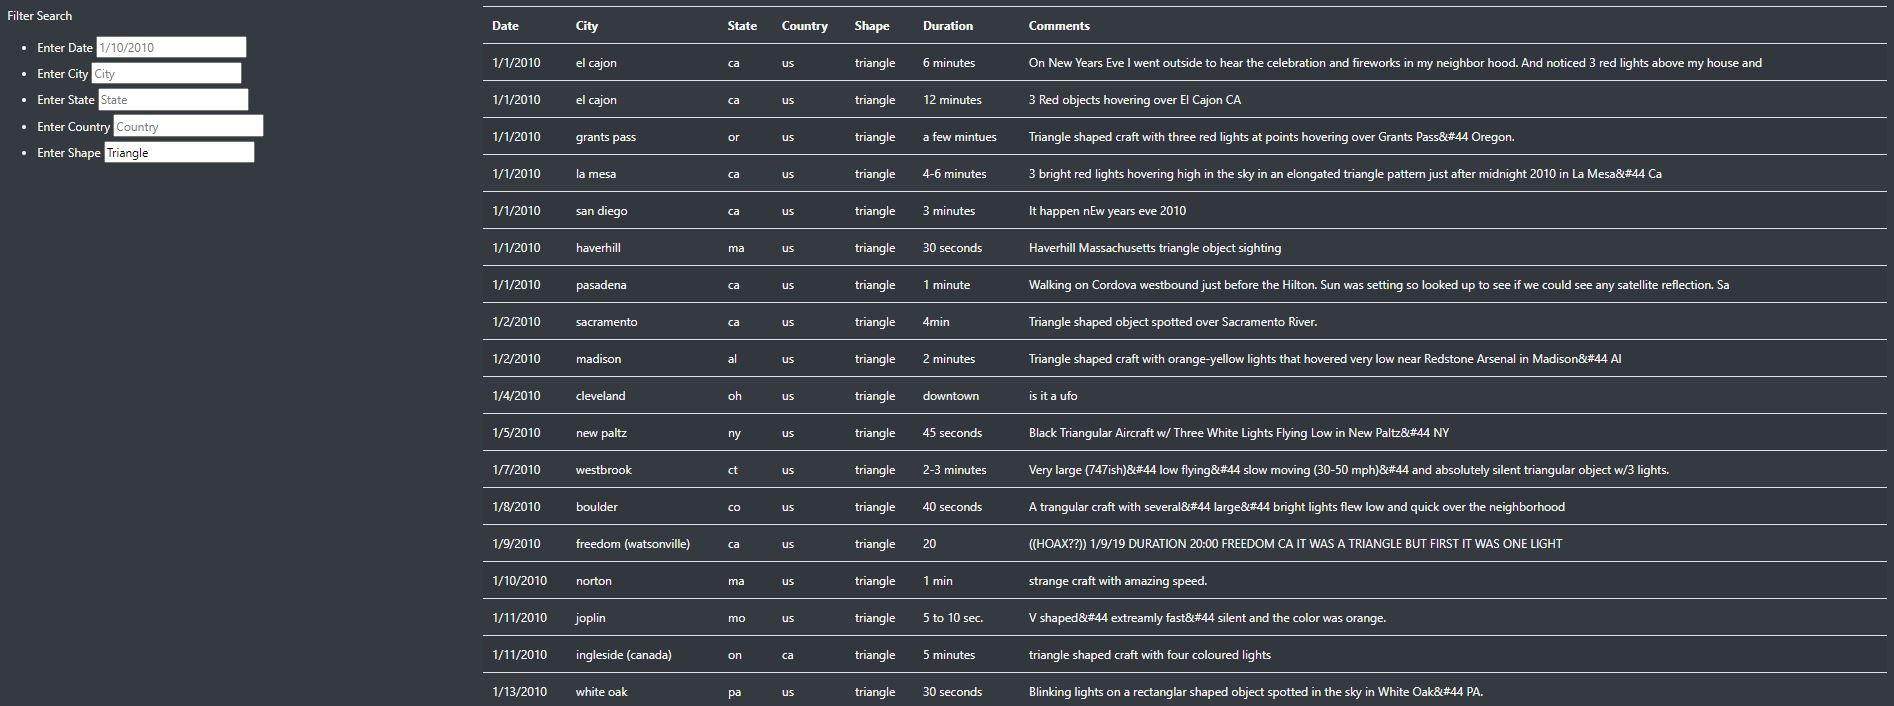 Filter Search
Enter Date 1/10/2010
Enter City City
Enter State State
Enter Country Country
Enter Shape Triangle
Date City State Country Shape Duration Comments
1/1/2010 el cajon ca us triangle 6 minutes On New Years Eve I went outside to hear the celebration and fireworks in my neighbor hood. And noticed 3 red lights above my house and
1/1/2010 el cajon ca us triangle 12 minutes 3 Red objects hovering over El Cajon CA
1/1/2010 grants pass or us triangle a few mintues Triangle shaped craft with three red lights at points hovering over Grants Pass&#44 Oregon.
1/1/2010 la mesa ca us triangle 4-6 minutes 3 bright red lights hovering high in the sky in an elongated triangle pattern just after midnight 2010 in La Mesa&#44 Ca
1/1/2010 san diego ca us triangle 3 minutes It happen nEw years eve 2010
1/1/2010 haverhill ma us triangle 30 seconds Haverhill Massachusetts triangle object sighting
1/1/2010 pasadena ca us triangle 1 minute Walking on Cordova westbound just before the Hilton. Sun was setting so looked up to see if we could see any satellite reflection. Sa
1/2/2010 sacramento ca us triangle 4min Triangle shaped object spotted over Sacramento River.
1/2/2010 madison al us triangle 2 minutes Triangle shaped craft with orange-yellow lights that hovered very low near Redstone Arsenal in Madison&#44 Al
1/4/2010 cleveland oh us triangle downtown is it a ufo
1/5/2010 new paltz ny us triangle 45 seconds Black Triangular Aircraft w/ Three White Lights Flying Low in New Paltz&#44 NY
1/7/2010 westbrook ct us triangle 2-3 minutes Very large (747ish)&#44 low flying&#44 slow moving (30-50 mph)&#44 and absolutely silent triangular object w/3 lights.
1/8/2010 boulder co us triangle 40 seconds A trangular craft with several&#44 large&#44 bright lights flew low and quick over the neighborhood
1/9/2010 freedom (watsonville) ca us triangle 20 ((HOAX??)) 1/9/19 DURATION 20:00 FREEDOM CA IT WAS A TRIANGLE BUT FIRST IT WAS ONE LIGHT
1/10/2010 norton ma us triangle 1 min strange craft with amazing speed.
1/11/2010 joplin mo us triangle 5 to 10 sec. V shaped&#44 extreamly fast&#44 silent and the color was orange.
1/11/2010 ingleside (canada) on ca triangle 5 minutes triangle shaped craft with four coloured lights
1/13/2010 white oak pa us triangle 30 seconds Blinking lights on a rectanglar shaped object spotted in the sky in White Oak&#44 PA.